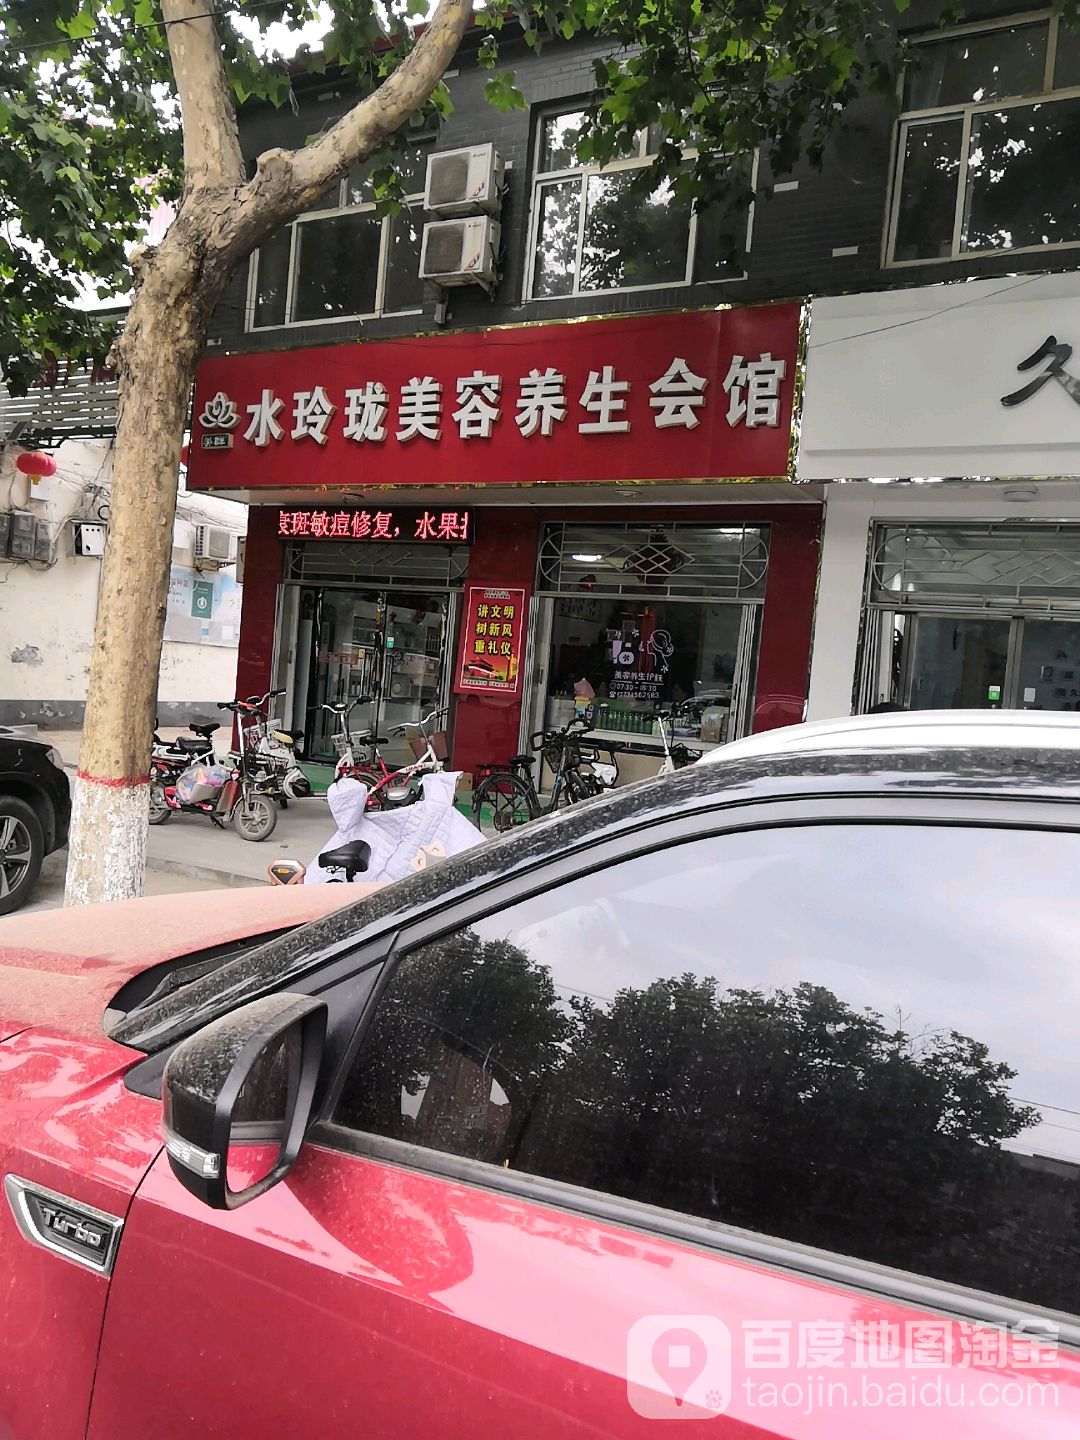 水玲珑美容养生会馆
久
斑敏痘修复，水果
讲文明
树新风
重礼仪
美容养生护肤
Turbo
百度地图淘金
taojin.baidu.com